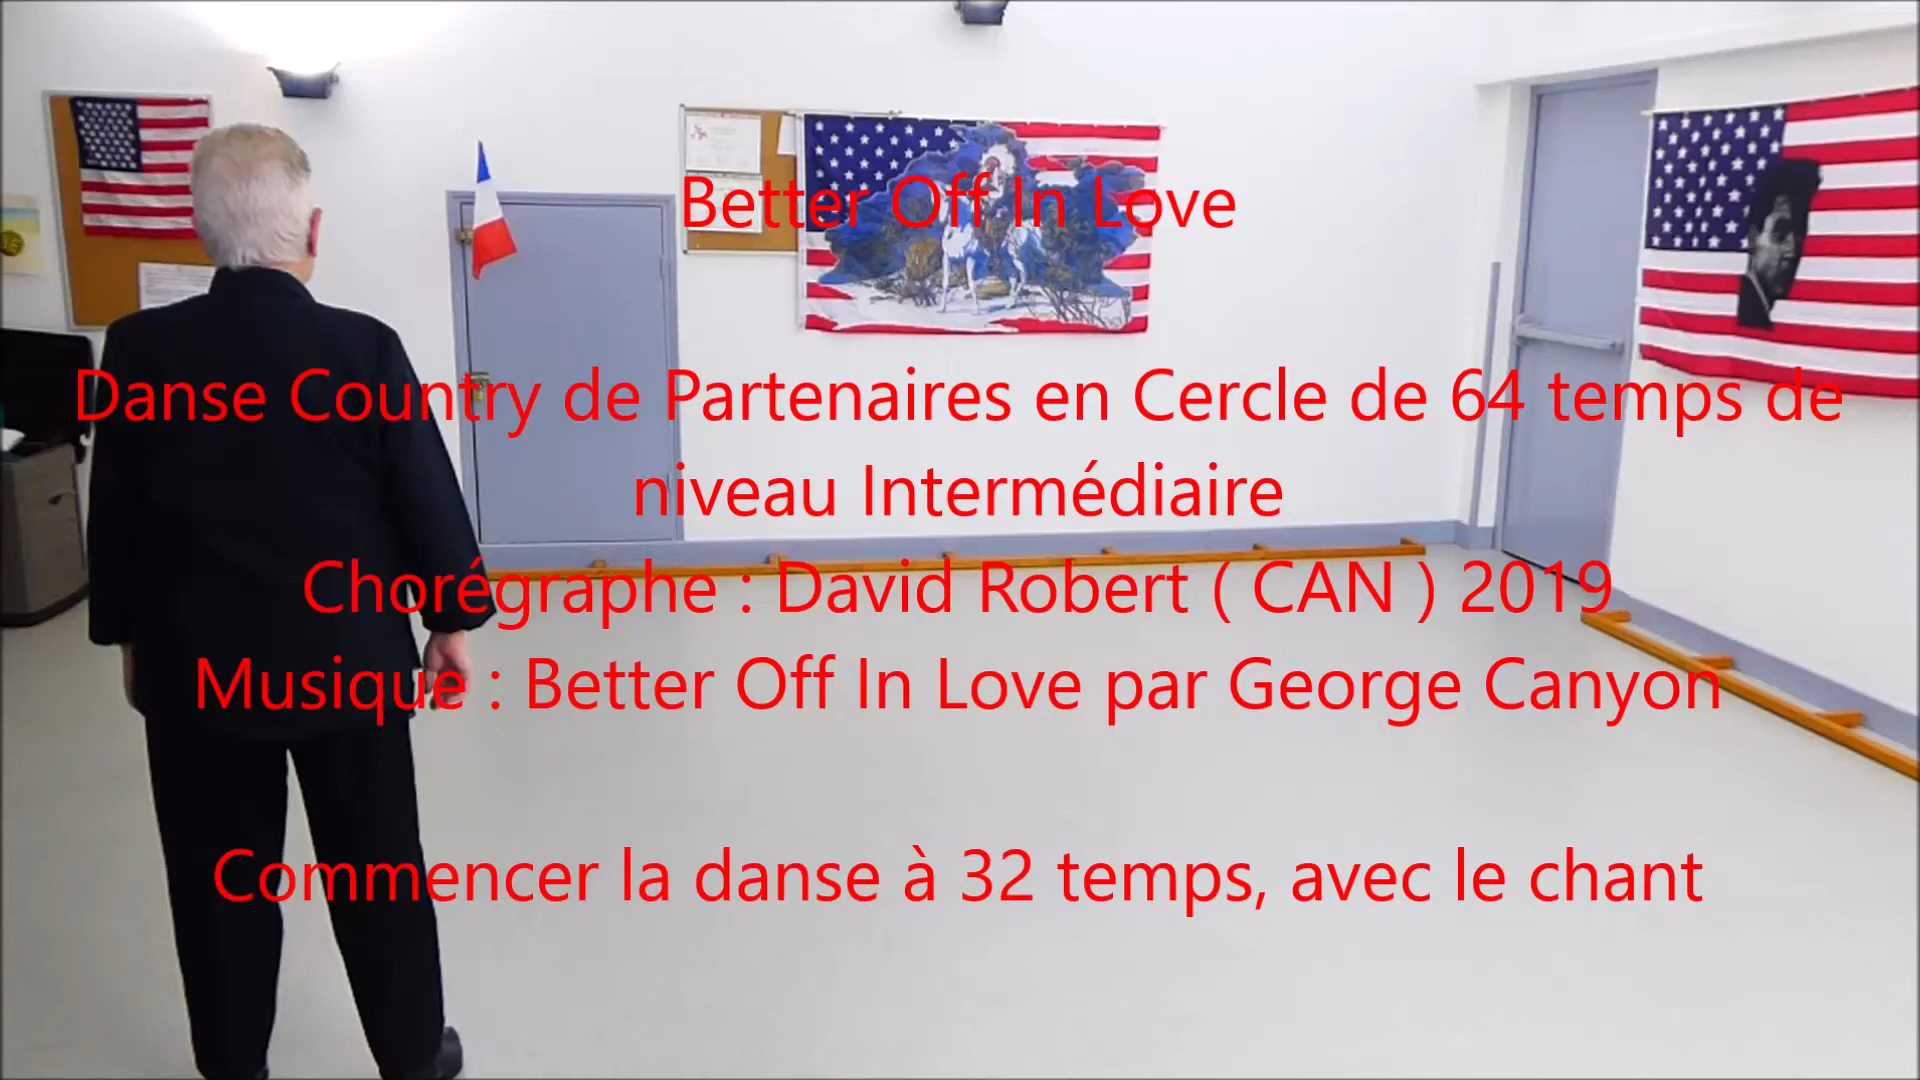 Better Off In Love
Danse Country de Partenaires en Cercle de 64 temps de
niveau Intermédiaire
Chorégraphe : David Robert ( CAN ) 2019
Musique : Better Off In Love par George Canyon
Commencer la danse à 32 temps, avec le chant